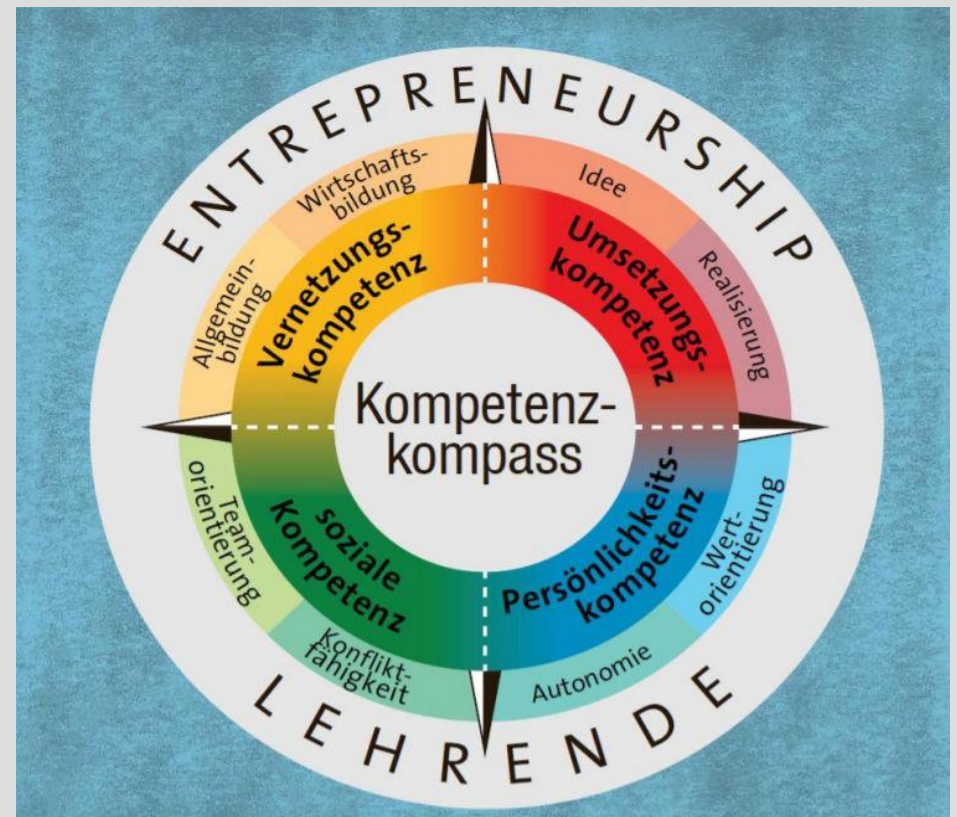 ENTREPRENEURSHIP
Wirtschafts-
bildung
Idee
Allgemein-
bildung
Vernetzungs-
kompetenz
Umsetzungs-
kompetenz
Realisierung
Kompetenz-
kompass
Team-
orientierung
soziale
Kompetenz
Persönlichkeits-
kompetenz
Wert-
orientierung
Konflikt-
fähigkeit
Autonomie
LEHRENDE